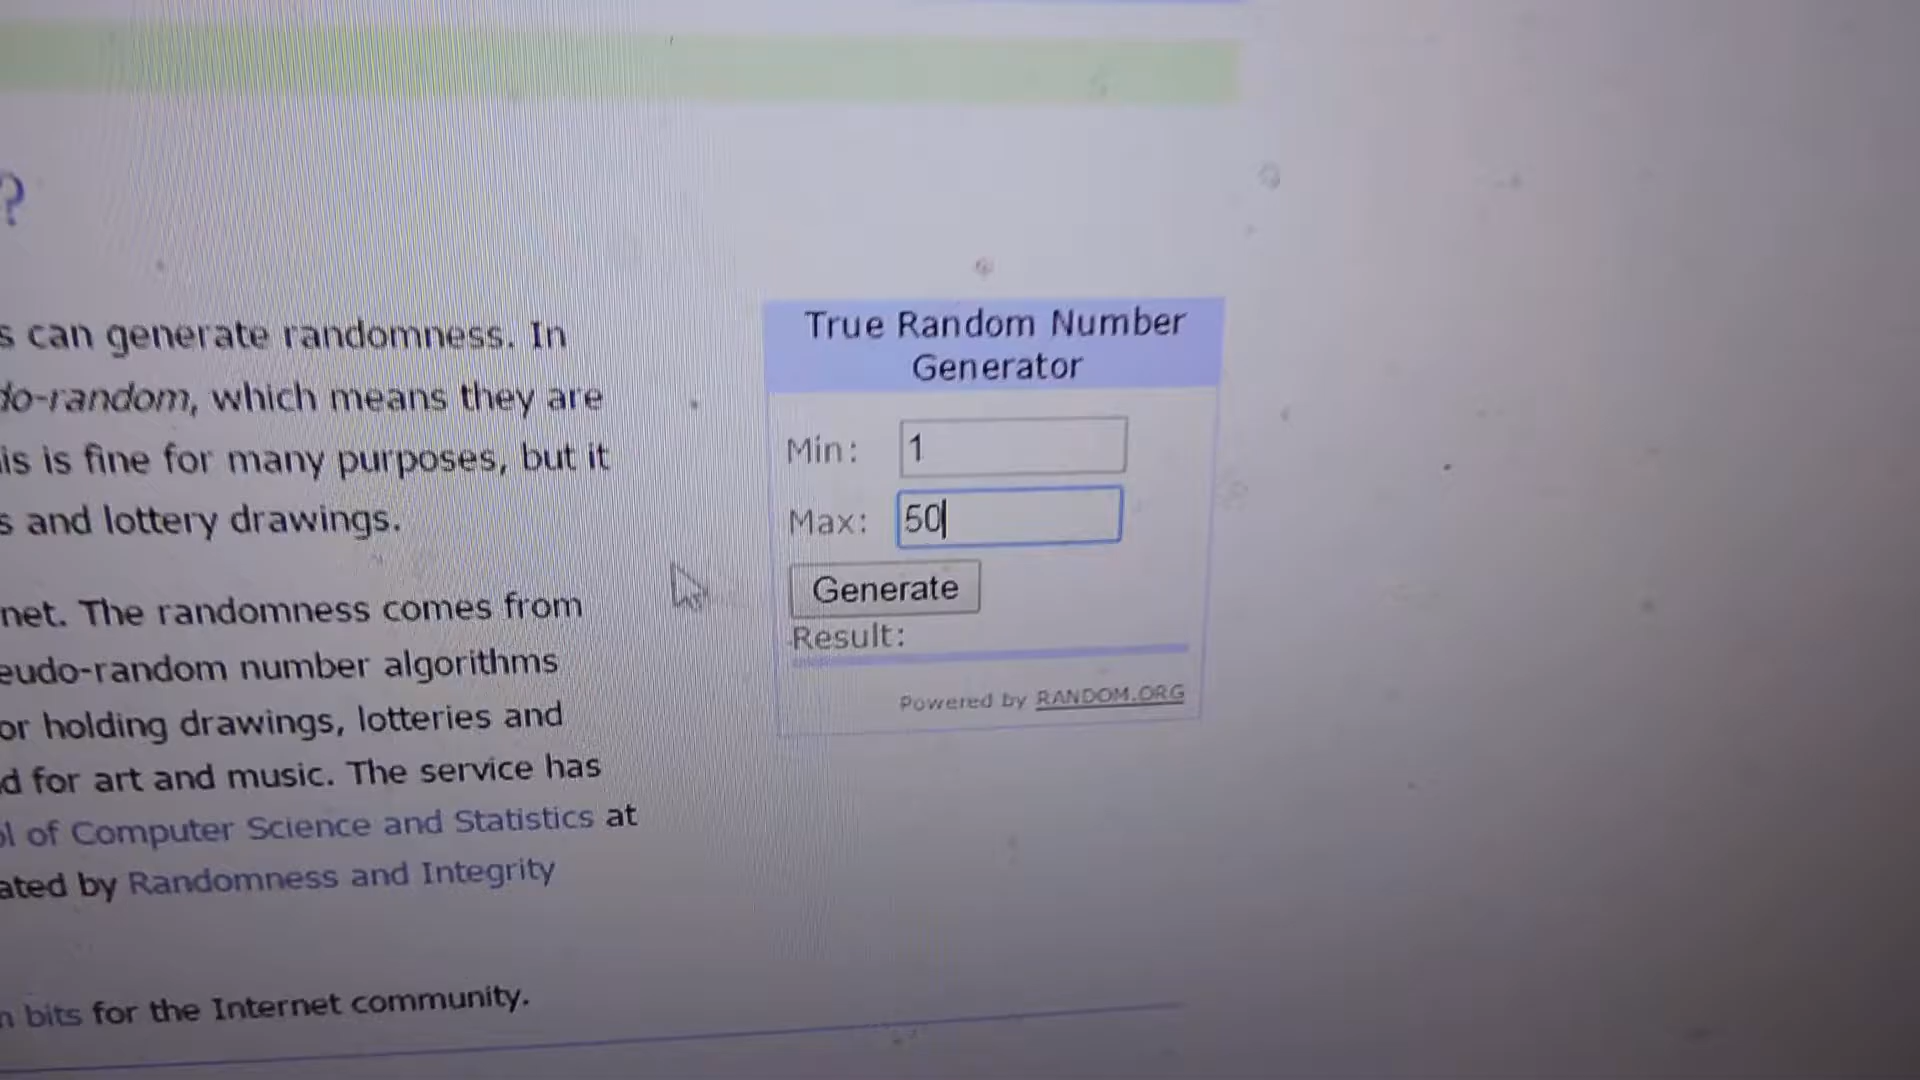 ?
s can generate randomness. In
do-random, which means they are
is is fine for many purposes, but it
s and lottery drawings.
net. The randomness comes from
eudo-random number algorithms
or holding drawings, lotteries and
d for art and music. The service has
ol of Computer Science and Statistics at
ated by Randomness and Integrity
n bits for the Internet community.
True Random Number
Generator
Min: 1
Max: 50
Generate
Result:
Powered by RANDOM.ORG